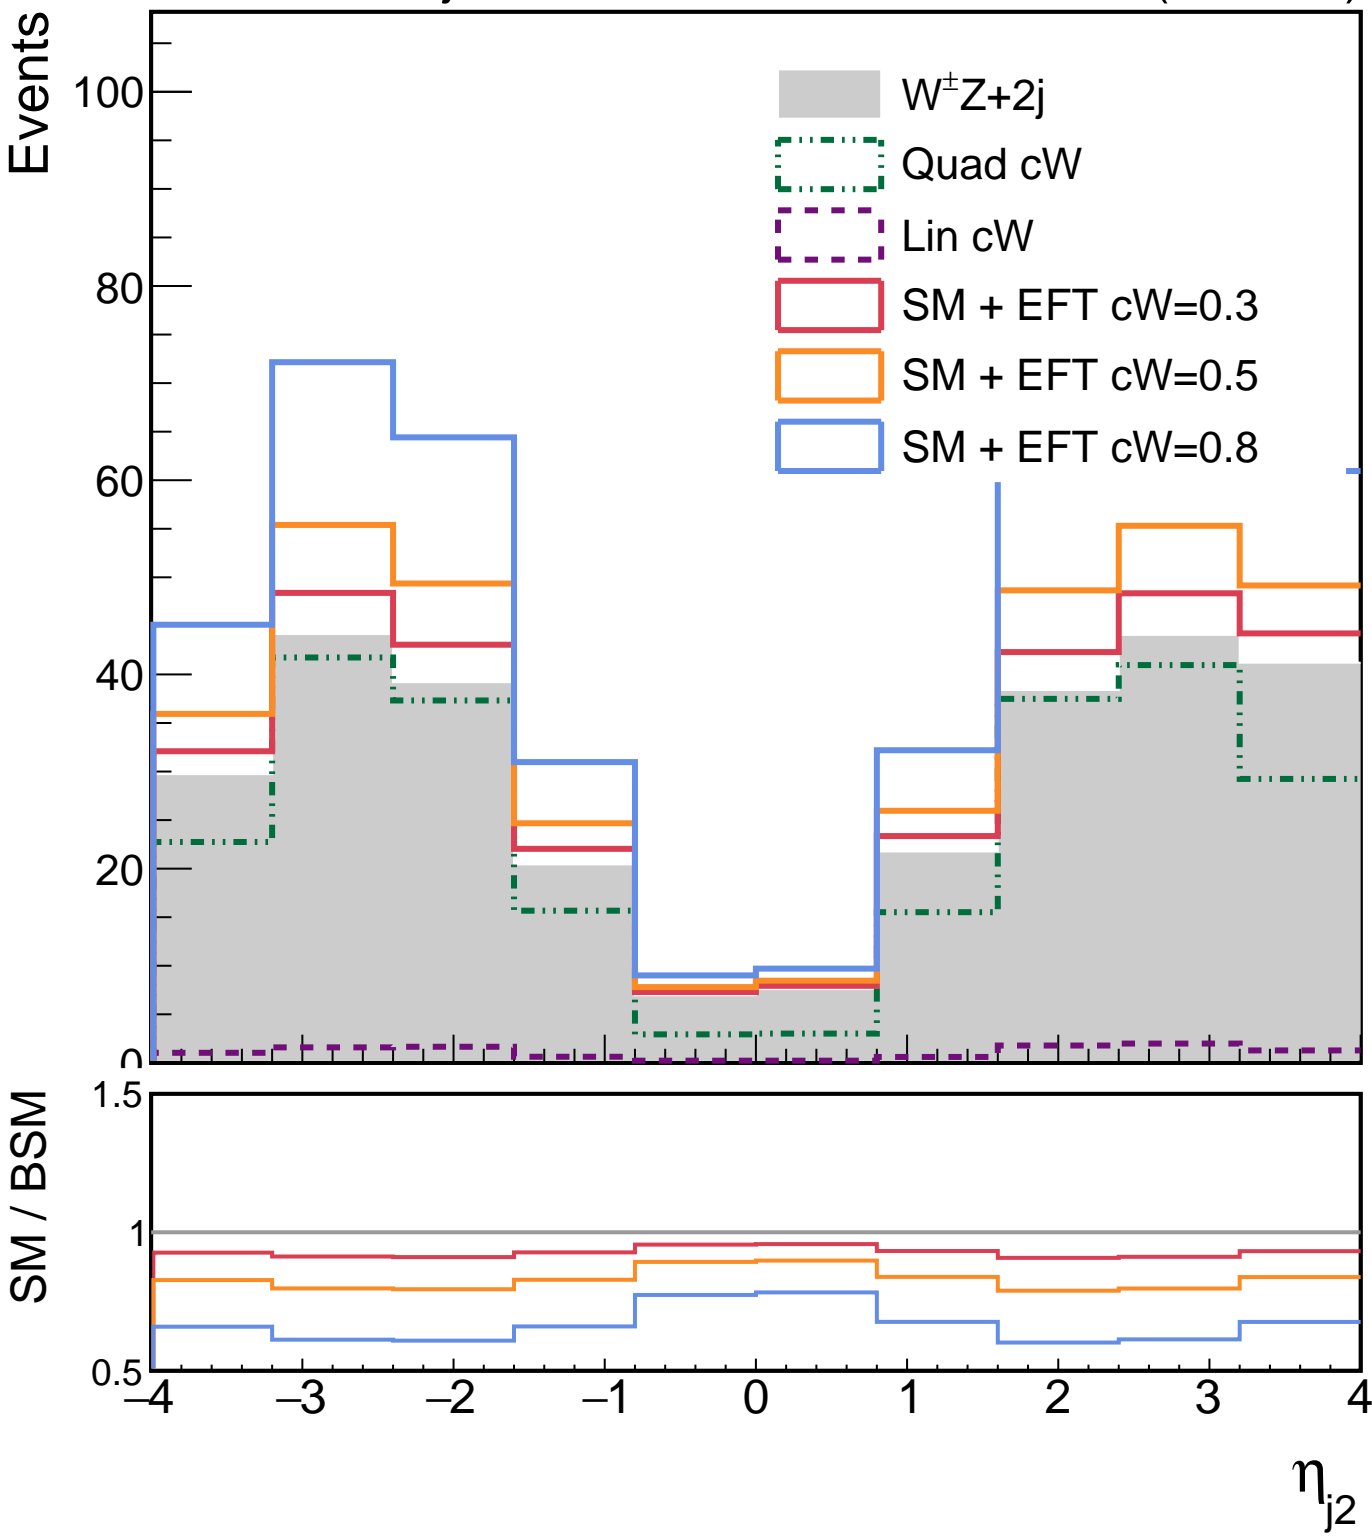 Events
100
80
60
40
20
0
W±Z+2j
Quad cW
Lin cW
SM + EFT cW=0.3
SM + EFT cW=0.5
SM + EFT cW=0.8
SM / BSM
1.5
1
0.5
−4 −3 −2 −1 0 1 2 3 4
ηj2